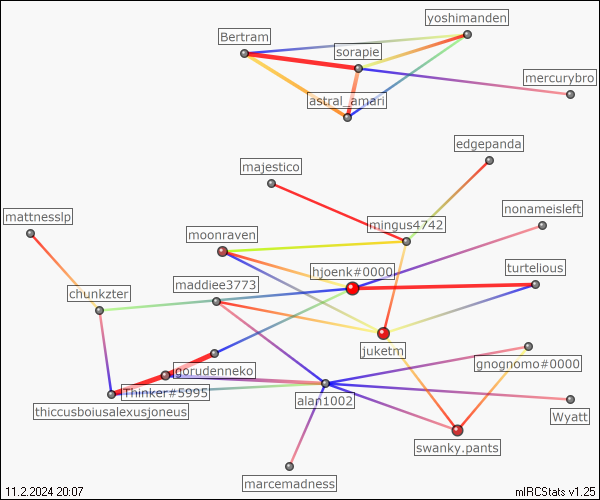 yoshimanden
Bertram
sorapie
mercurybro
astral_amari
edgepanda
majestico
nonameisleft
mattnesslp
mingus4742
moonraven
hjoenk#0000
turtelious
maddiee3773
chunkzter
juketm
gnognomo#0000
gorudenneko
Thinker#5995
alan1002
thiccusboiusalexusjoneus
Wyatt
swanky.pants
marcemadness
11.2.2024 20:07
mIRCStats v1.25